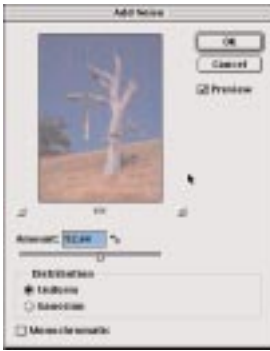 Add Noise
OK
Cancel
Preview
Amount: %
Distribution
Uniform
Gaussian
Monochromatic